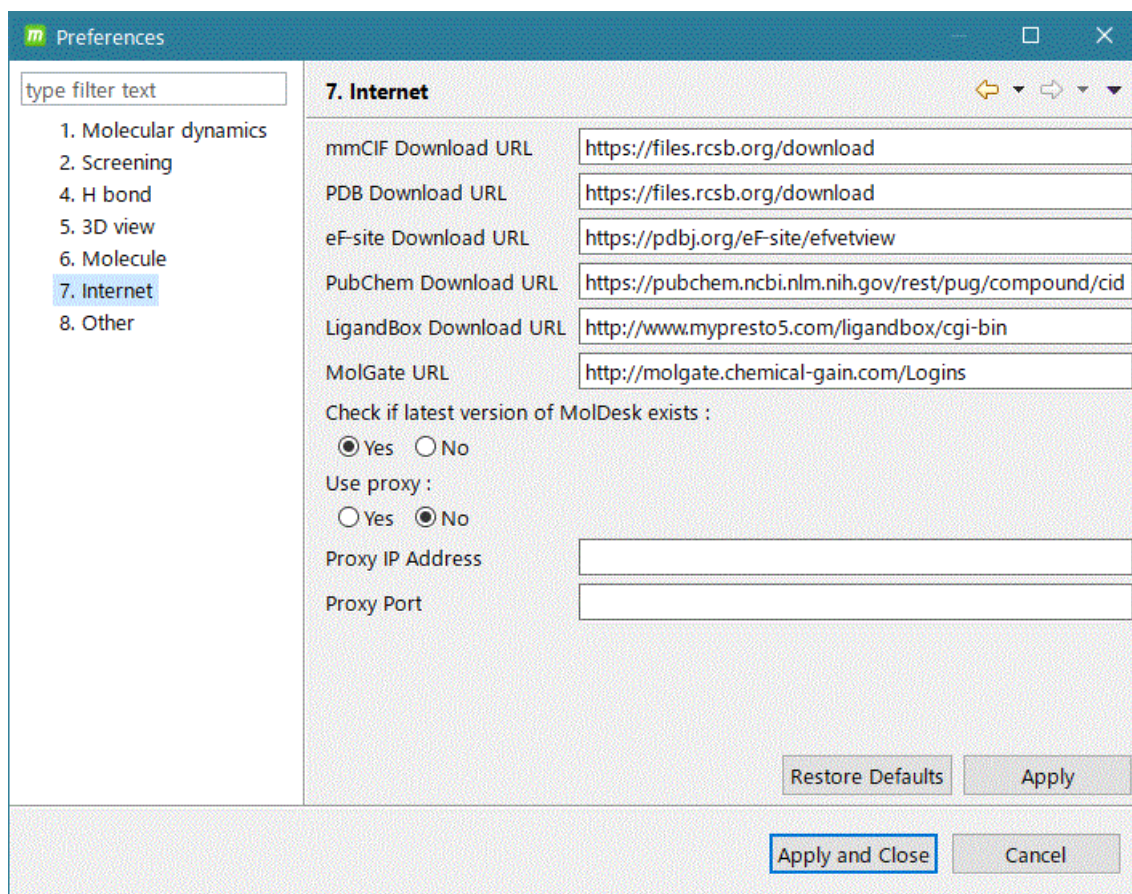 Preferences
type filter text
1. Molecular dynamics
2. Screening
4. H bond
5. 3D view
6. Molecule
7. Internet
8. Other
7. Internet
mmCIF Download URL https://files.rcsb.org/download
PDB Download URL https://files.rcsb.org/download
eF-site Download URL https://pdbj.org/eF-site/efvetview
PubChem Download URL https://pubchem.ncbi.nlm.nih.gov/rest/pug/compound/cid
LigandBox Download URL http://www.mypresto5.com/ligandbox/cgi-bin
MolGate URL http://molgate.chemical-gain.com/Logins
Check if latest version of MolDesk exists :
Yes No
Use proxy :
Yes No
Proxy IP Address
Proxy Port
Restore Defaults Apply
Apply and Close Cancel